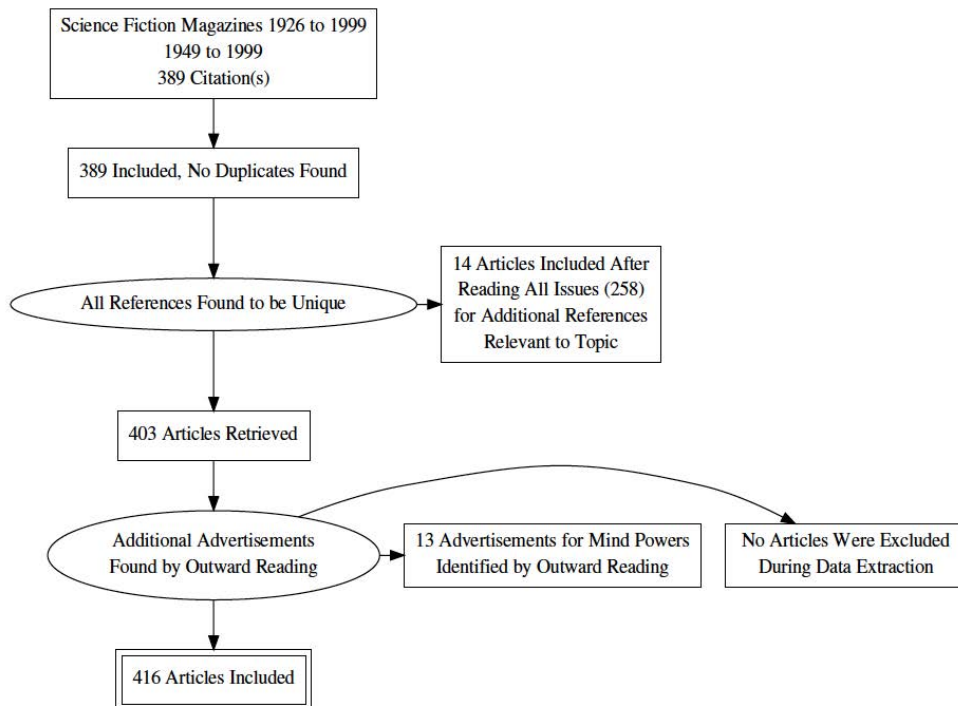 Science Fiction Magazines 1926 to 1999
1949 to 1999
389 Citation(s)
389 Included, No Duplicates Found
All References Found to be Unique
14 Articles Included After
Reading All Issues (258)
for Additional References
Relevant to Topic
403 Articles Retrieved
Additional Advertisements
Found by Outward Reading
13 Advertisements for Mind Powers
Identified by Outward Reading
No Articles Were Excluded
During Data Extraction
416 Articles Included